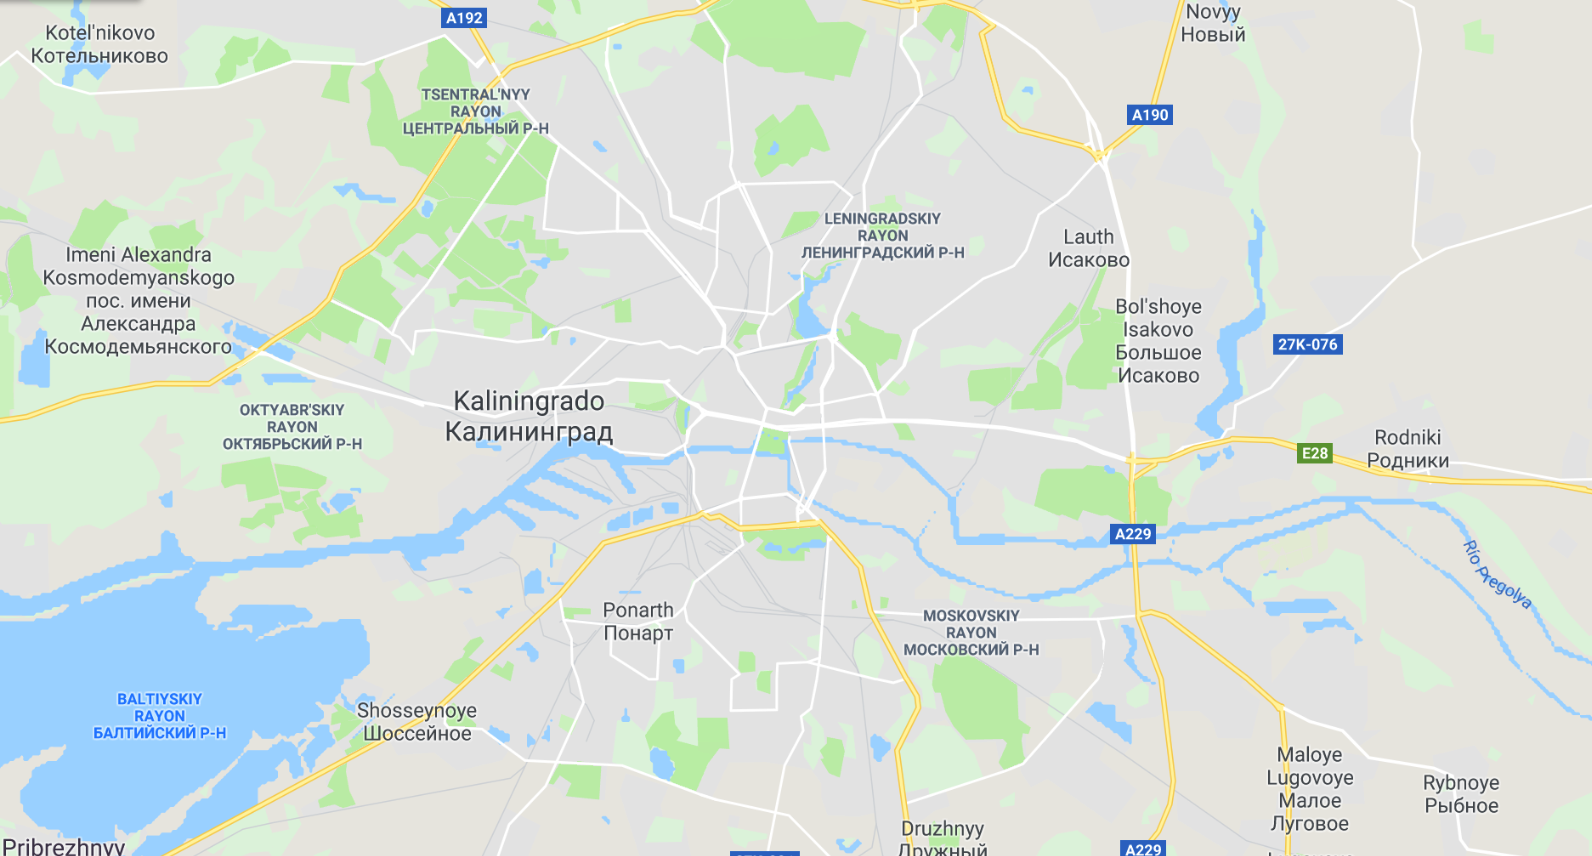 A192
Kotel'nikovo
Котельниково
Novyy
Новый
TSENTRAL'NYY
RAYON
ЦЕНТРАЛЬНЫЙ Р-Н
A190
LENINGRADSKIY
RAYON
ЛЕНИНГРАДСКИЙ Р-Н
Lauth
Исаково
Imeni Alexandra
Kosmodemyanskogo
пос. имени
Александра
Космодемьянского
Bol'shoye
Isakovo
Большое
Исаково
27K-076
Kaliningrado
Калининград
OKTYABR'SKIY
RAYON
ОКТЯБРЬСКИЙ Р-Н
E28
Rodniki
Родники
A229
Río Pregolya
Ponarth
Понарт
MOSKOVSKIY
RAYON
МОСКОВСКИЙ Р-Н
BALTIYSKIY
RAYON
БАЛТИЙСКИЙ Р-Н
Shosseynoye
Шоссейное
Maloye
Lugovoye
Малое
Луговое
Rybnoye
Рыбное
Pribrezhnyy
Druzhnyy
Дружный
A229